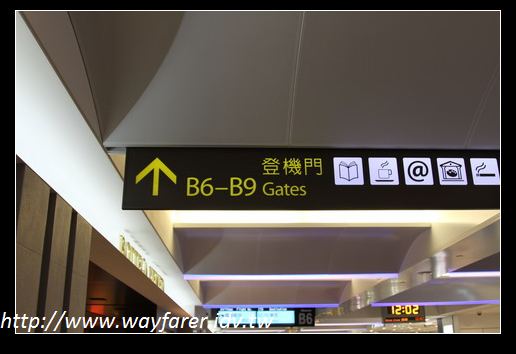 登機門
B6–B9 Gates
@
B6
12:02
http://www.wayfarer.idv.tw